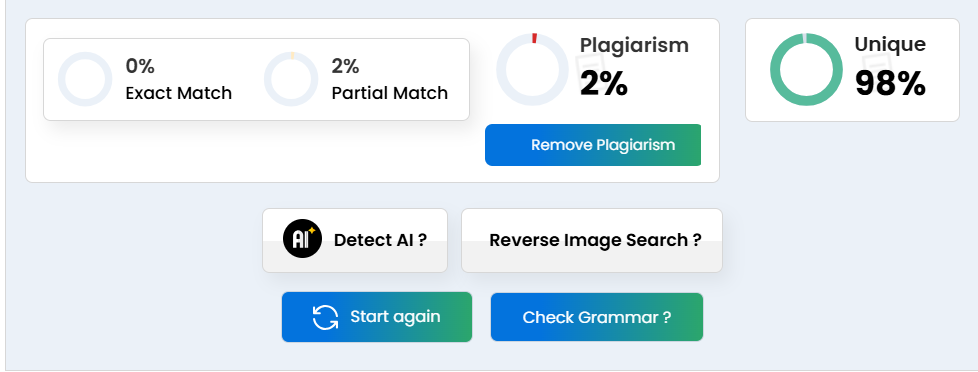 0%
Exact Match
2%
Partial Match
Plagiarism
2%
Remove Plagiarism
Unique
98%
AI
Detect AI ?
Reverse Image Search ?
Start again
Check Grammar ?